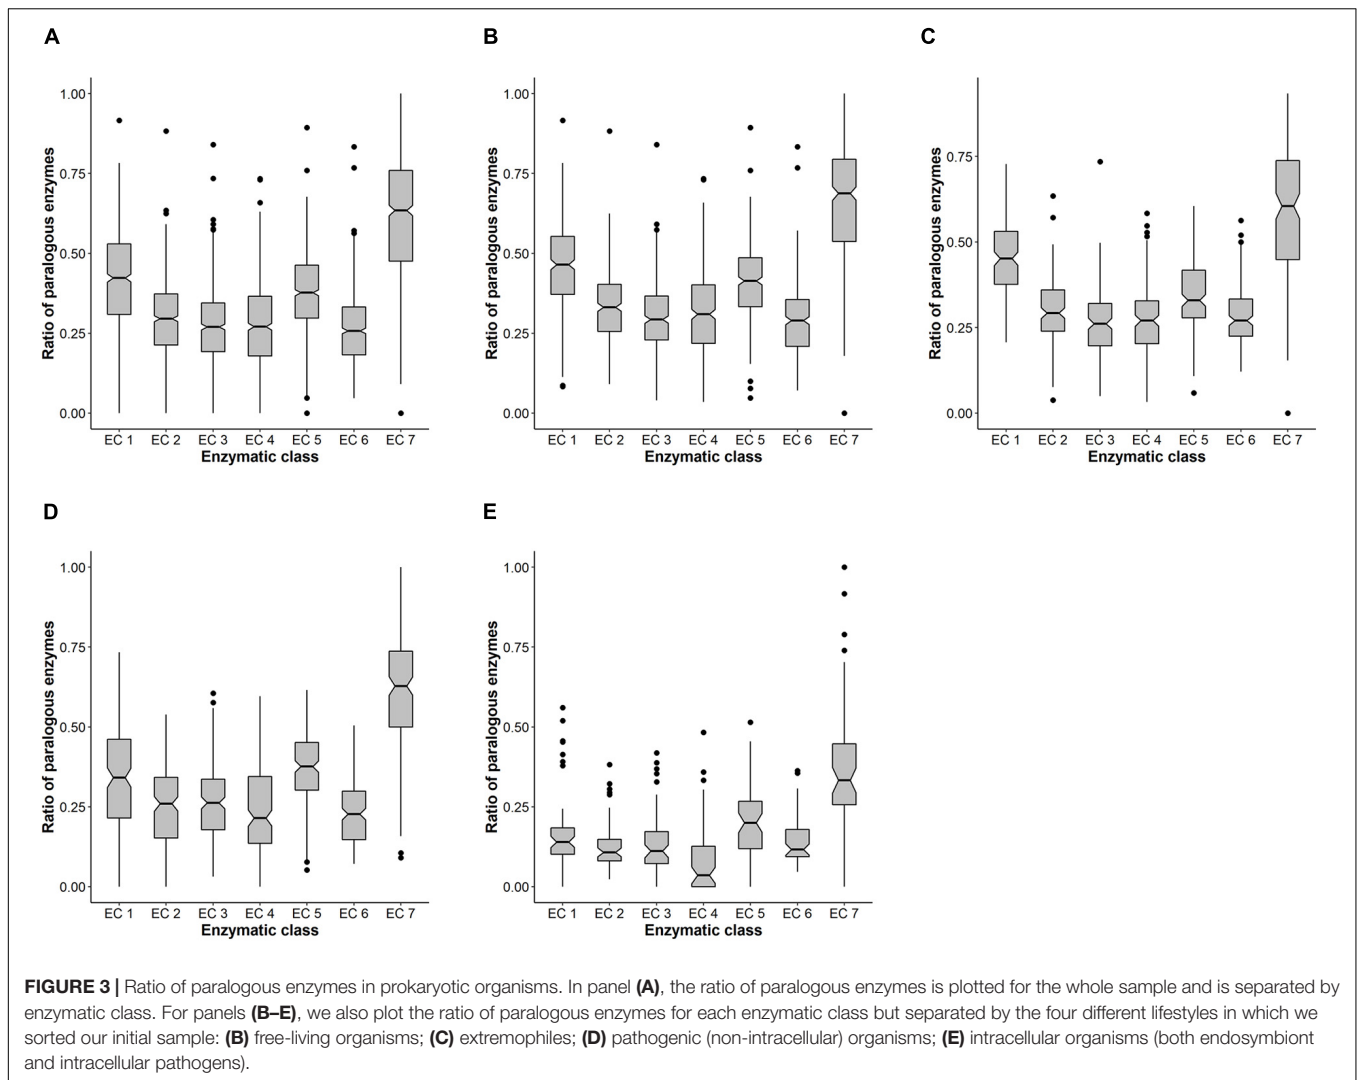 A
B
C
1.00
0.75
0.50
0.25
0.00
Ratio of paralogous enzymes
EC 1 EC 2 EC 3 EC 4 EC 5 EC 6 EC 7
Enzymatic class
1.00
0.75
0.50
0.25
0.00
Ratio of paralogous enzymes
EC 1 EC 2 EC 3 EC 4 EC 5 EC 6 EC 7
Enzymatic class
0.75
0.50
0.25
0.00
Ratio of paralogous enzymes
EC 1 EC 2 EC 3 EC 4 EC 5 EC 6 EC 7
Enzymatic class
D
E
1.00
0.75
0.50
0.25
0.00
Ratio of paralogous enzymes
EC 1 EC 2 EC 3 EC 4 EC 5 EC 6 EC 7
Enzymatic class
1.00
0.75
0.50
0.25
0.00
Ratio of paralogous enzymes
EC 1 EC 2 EC 3 EC 4 EC 5 EC 6 EC 7
Enzymatic class
FIGURE 3 | Ratio of paralogous enzymes in prokaryotic organisms. In panel (A), the ratio of paralogous enzymes is plotted for the whole sample and is separated by
enzymatic class. For panels (B–E), we also plot the ratio of paralogous enzymes for each enzymatic class but separated by the four different lifestyles in which we
sorted our initial sample: (B) free-living organisms; (C) extremophiles; (D) pathogenic (non-intracellular) organisms; (E) intracellular organisms (both endosymbiont
and intracellular pathogens).